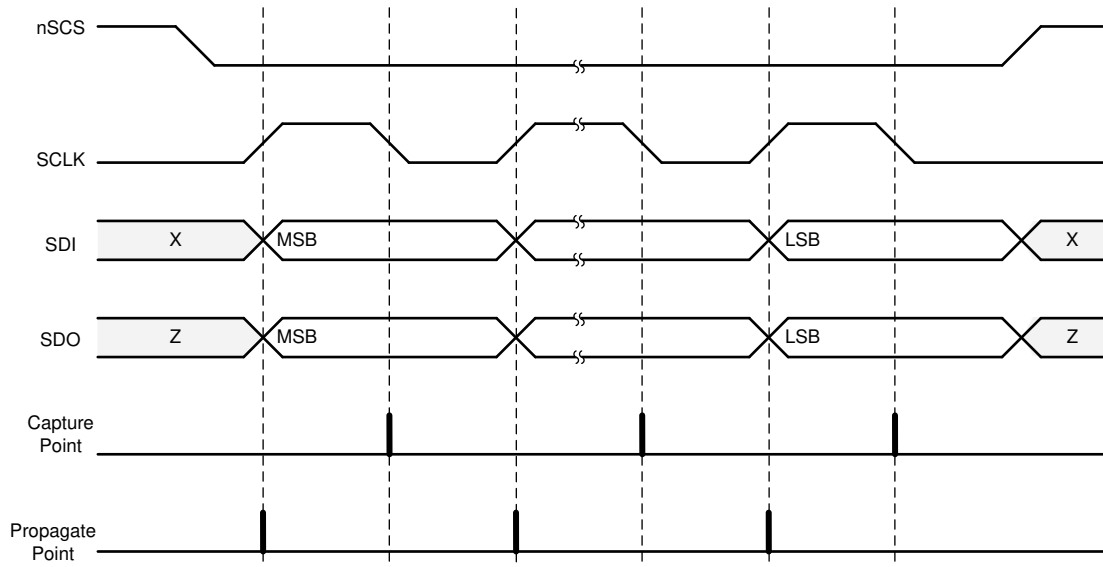 nSCS
SCLK
SDI
X
MSB
LSB
X
SDO
Z
MSB
LSB
Z
Capture
Point
Propagate
Point